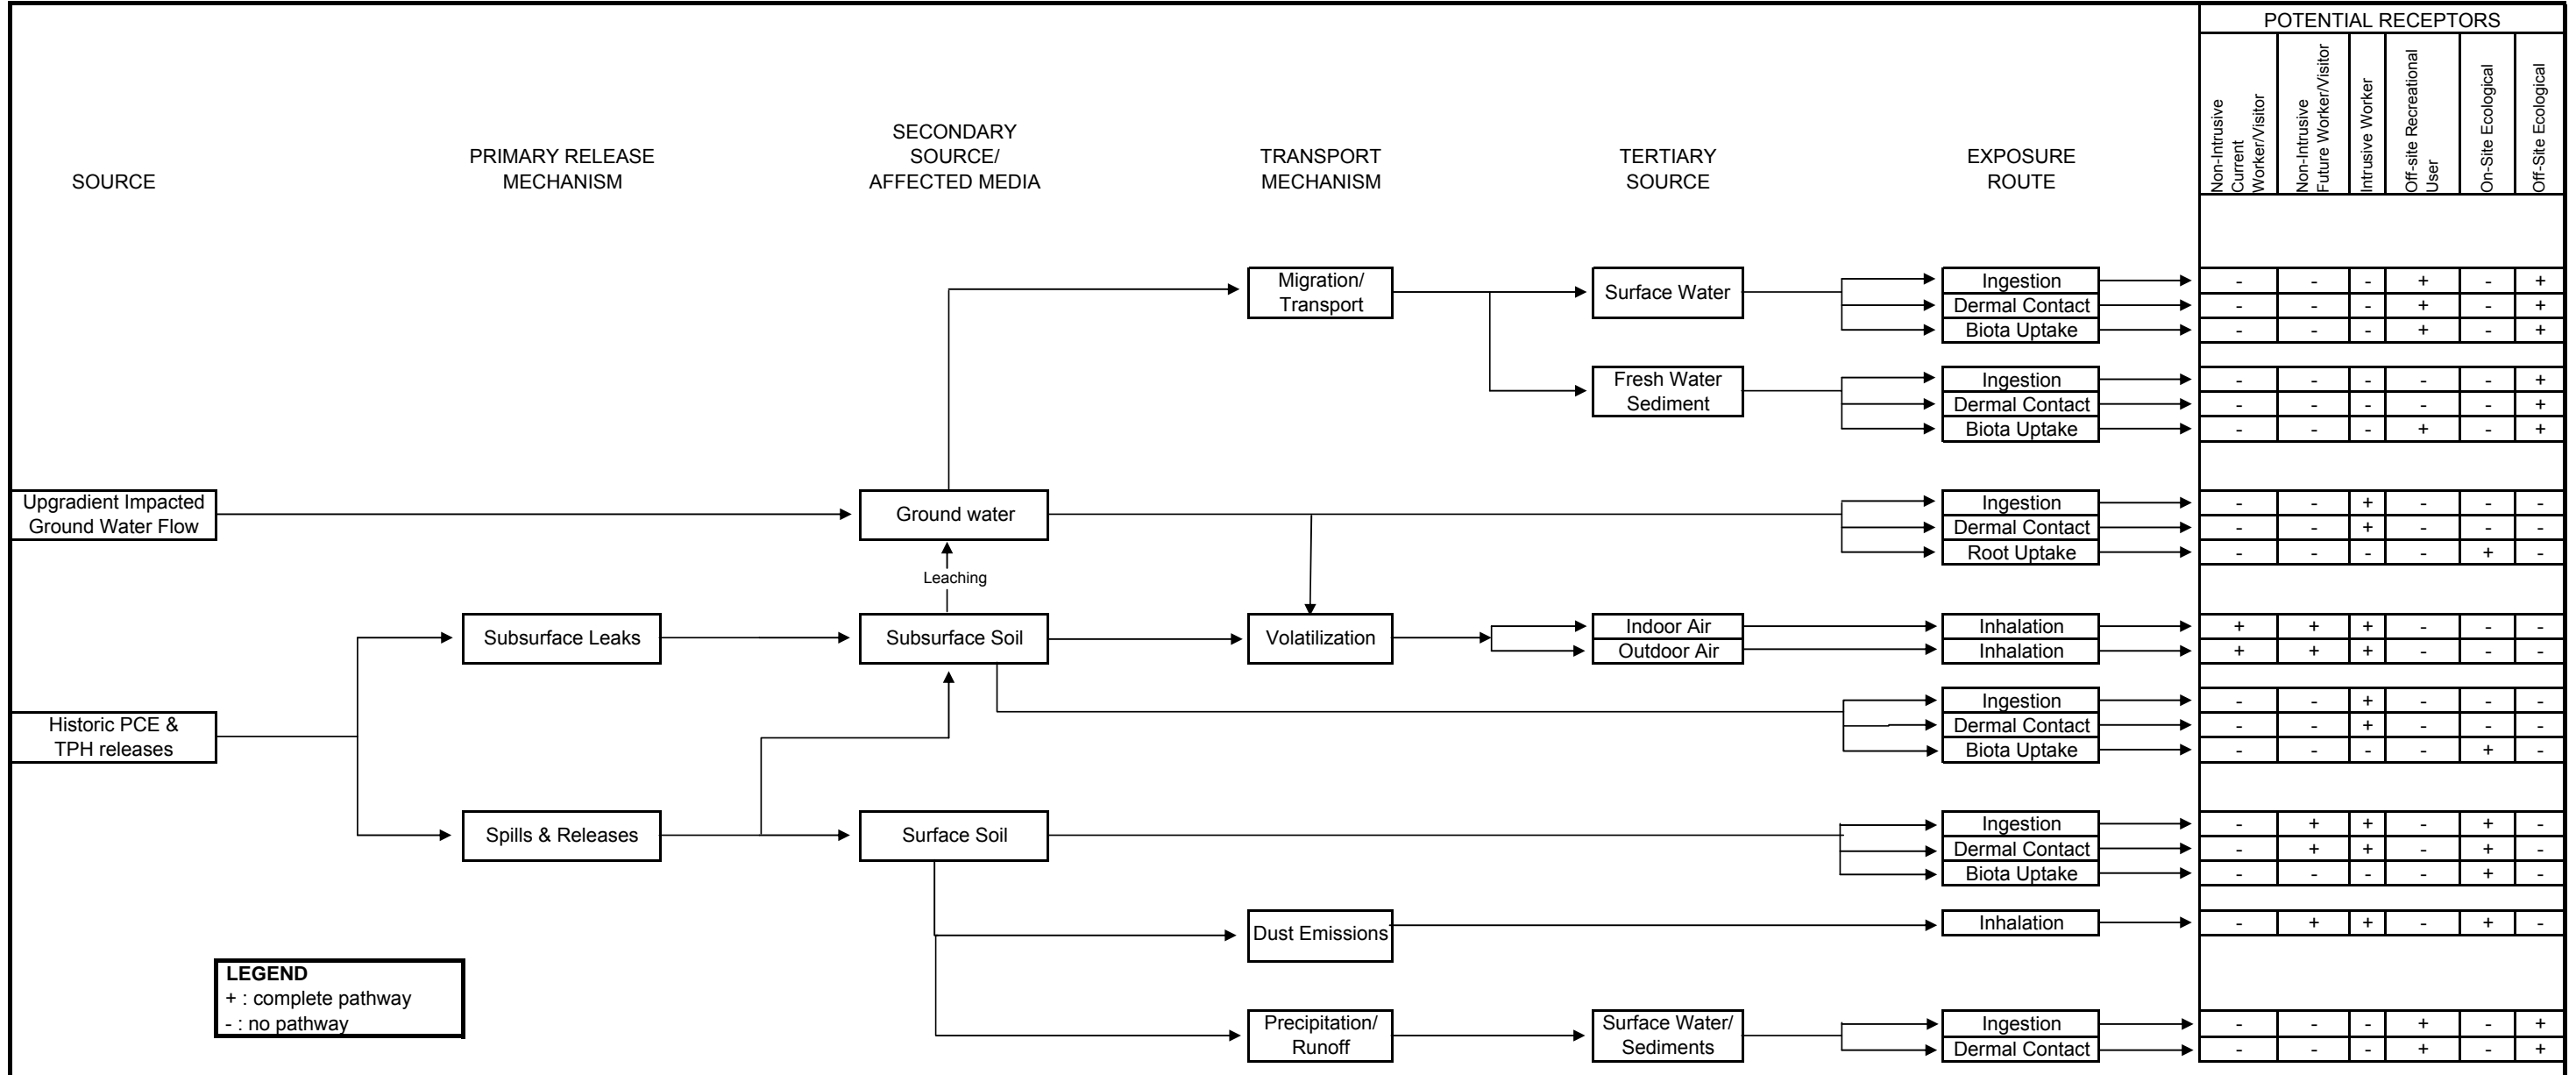 POTENTIAL RECEPTORS
Non-Intrusive
Current
Worker/Visitor
Non-Intrusive
Future Worker/Visitor
Intrusive Worker
Off-site Recreational
User
On-Site Ecological
Off-Site Ecological
SOURCE
PRIMARY RELEASE
MECHANISM
SECONDARY
SOURCE/
AFFECTED MEDIA
TRANSPORT
MECHANISM
TERTIARY
SOURCE
EXPOSURE
ROUTE
Migration/
Transport
Surface Water
Ingestion - - - + - +
Dermal Contact - - - + - +
Biota Uptake - - - + - +
Fresh Water
Sediment
Ingestion - - - - - +
Dermal Contact - - - - - +
Biota Uptake - - - + - +
Upgradient Impacted
Ground Water Flow
Ground water
Ingestion - - + - - -
Dermal Contact - - + - - -
Root Uptake - - - - + -
Leaching
Subsurface Leaks
Subsurface Soil
Volatilization
Indoor Air Inhalation + + + - - -
Outdoor Air Inhalation + + + - - -
Historic PCE &
TPH releases
Ingestion - - + - - -
Dermal Contact - - + - - -
Biota Uptake - - - - + -
Spills & Releases
Surface Soil
Ingestion - + + - + -
Dermal Contact - + + - + -
Biota Uptake - - - - + -
Dust Emissions
Inhalation - + + - + -
LEGEND
+ : complete pathway
- : no pathway
Precipitation/
Runoff
Surface Water/
Sediments
Ingestion - - - + - +
Dermal Contact - - - + - +